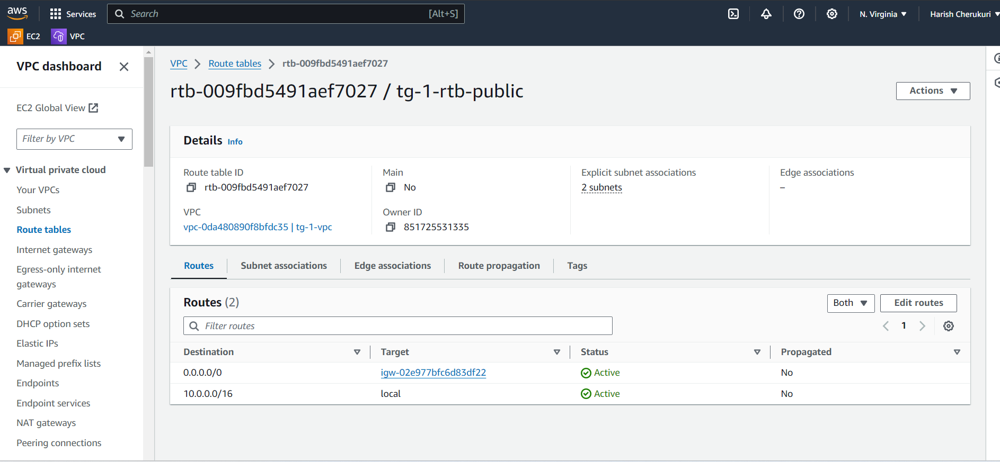 aws
Services
Search
[Alt+S]
N. Virginia
Harish Cherukuri
EC2
VPC
VPC dashboard
EC2 Global View
Filter by VPC
Virtual private cloud
Your VPCs
Subnets
Route tables
Internet gateways
Egress-only internet
gateways
Carrier gateways
DHCP option sets
Elastic IPs
Managed prefix lists
Endpoints
Endpoint services
NAT gateways
Peering connections
VPC > Route tables > rtb-009fbd5491aef7027
rtb-009fbd5491aef7027 / tg-1-rtb-public
Actions
Details Info
Route table ID
rtb-009fbd5491aef7027
Main
No
Explicit subnet associations
2 subnets
Edge associations
–
VPC
vpc-0da480890f8bfdc35 | tg-1-vpc
Owner ID
851725531335
Routes
Subnet associations
Edge associations
Route propagation
Tags
Routes (2)
Both
Edit routes
Filter routes
1
Destination Target Status Propagated
0.0.0.0/0 igw-02e977bfc6d83df22 Active No
10.0.0.0/16 local Active No